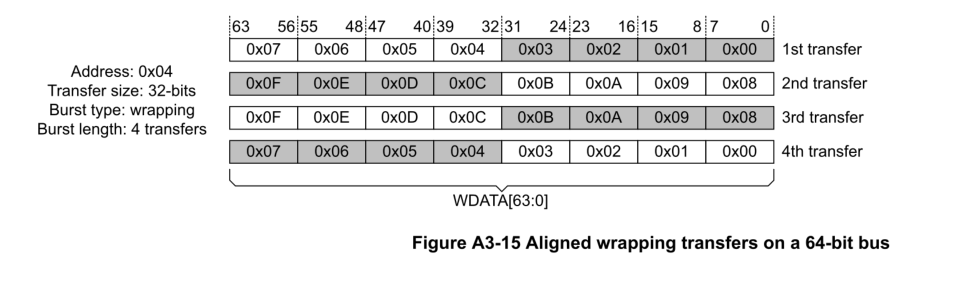 63 56 55 48 47 40 39 32 31 24 23 16 15 8 7 0
0x07 0x06 0x05 0x04 0x03 0x02 0x01 0x00 1st transfer
Address: 0x04
Transfer size: 32-bits
Burst type: wrapping
Burst length: 4 transfers
0x0F 0x0E 0x0D 0x0C 0x0B 0x0A 0x09 0x08 2nd transfer
0x0F 0x0E 0x0D 0x0C 0x0B 0x0A 0x09 0x08 3rd transfer
0x07 0x06 0x05 0x04 0x03 0x02 0x01 0x00 4th transfer
WDATA[63:0]
Figure A3-15 Aligned wrapping transfers on a 64-bit bus